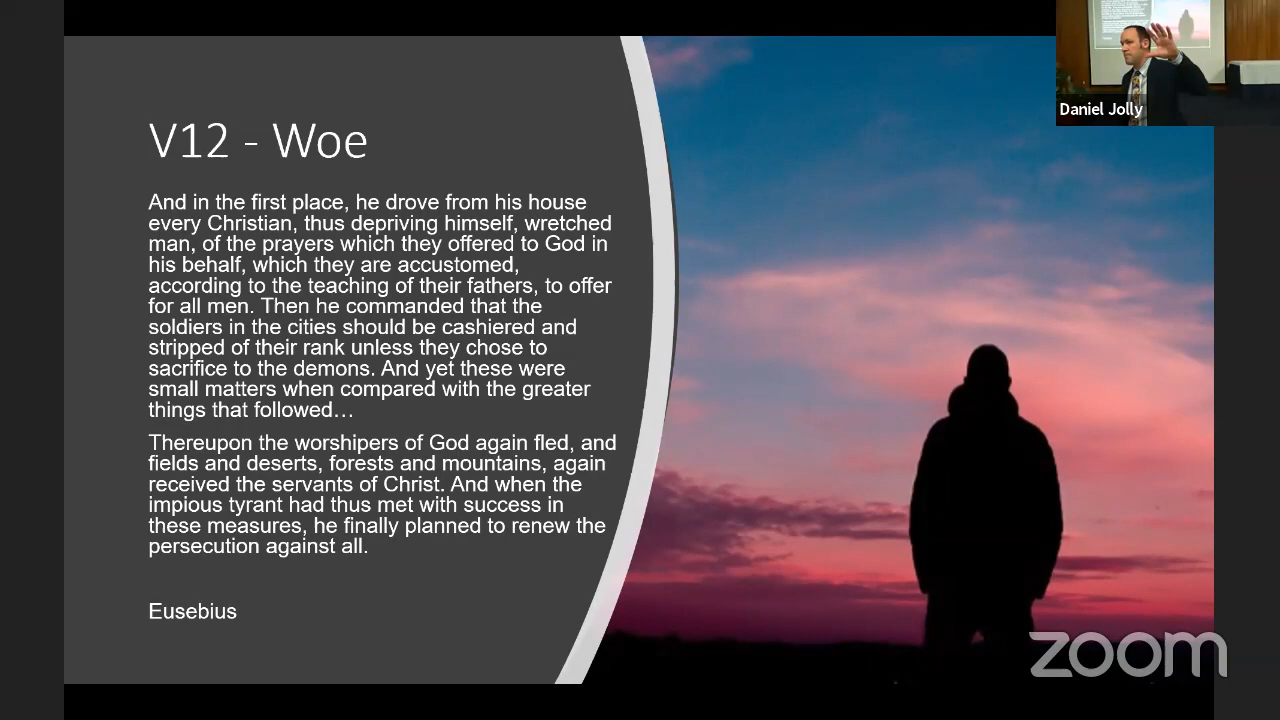 V12 - Woe
And in the first place, he drove from his house
every Christian, thus depriving himself, wretched
man, of the prayers which they offered to God in
his behalf, which they are accustomed,
according to the teaching of their fathers, to offer
for all men. Then he commanded that the
soldiers in the cities should be cashiered and
stripped of their rank unless they chose to
sacrifice to the demons. And yet these were
small matters when compared with the greater
things that followed…
Thereupon the worshipers of God again fled, and
fields and deserts, forests and mountains, again
received the servants of Christ. And when the
impious tyrant had thus met with success in
these measures, he finally planned to renew the
persecution against all.
Eusebius
Daniel Jolly
zoom